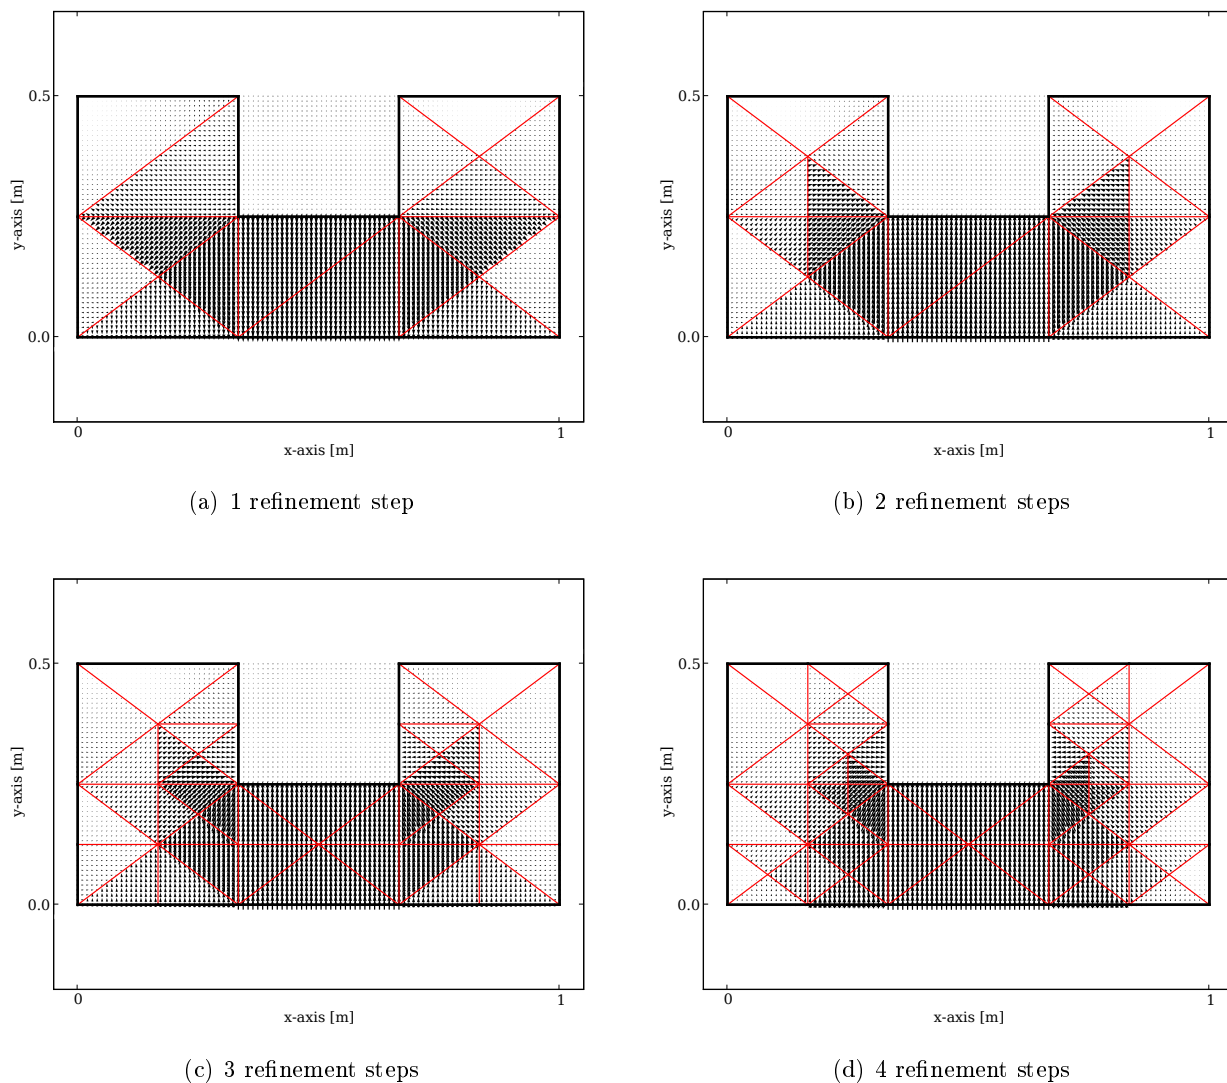 0.5 0.5
y-axis [m] y-axis [m]
0.0 0.0
0 1 0 1
x-axis [m] x-axis [m]
(a) 1 refinement step (b) 2 refinement steps
0.5 0.5
y-axis [m] y-axis [m]
0.0 0.0
0 1 0 1
x-axis [m] x-axis [m]
(c) 3 refinement steps (d) 4 refinement steps